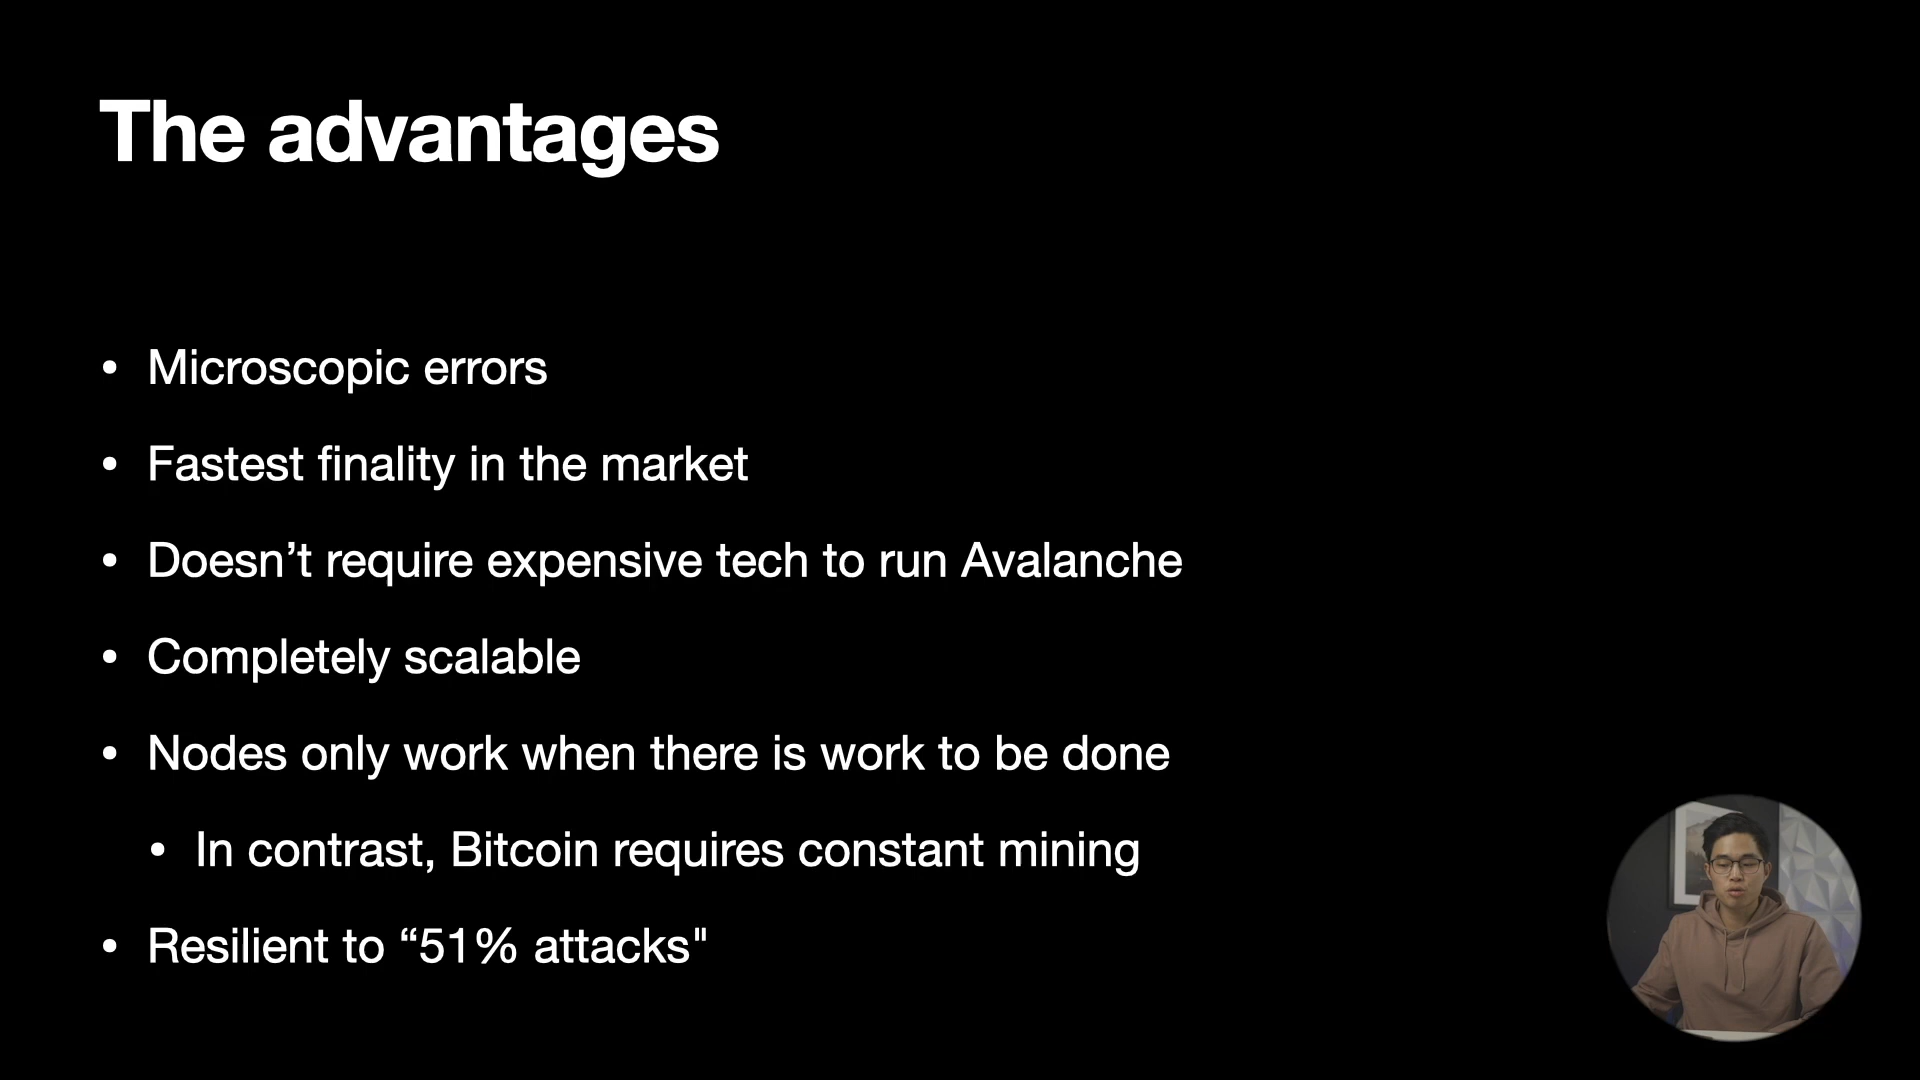 The advantages
• Microscopic errors
• Fastest finality in the market
• Doesn’t require expensive tech to run Avalanche
• Completely scalable
• Nodes only work when there is work to be done
• In contrast, Bitcoin requires constant mining
• Resilient to “51% attacks"